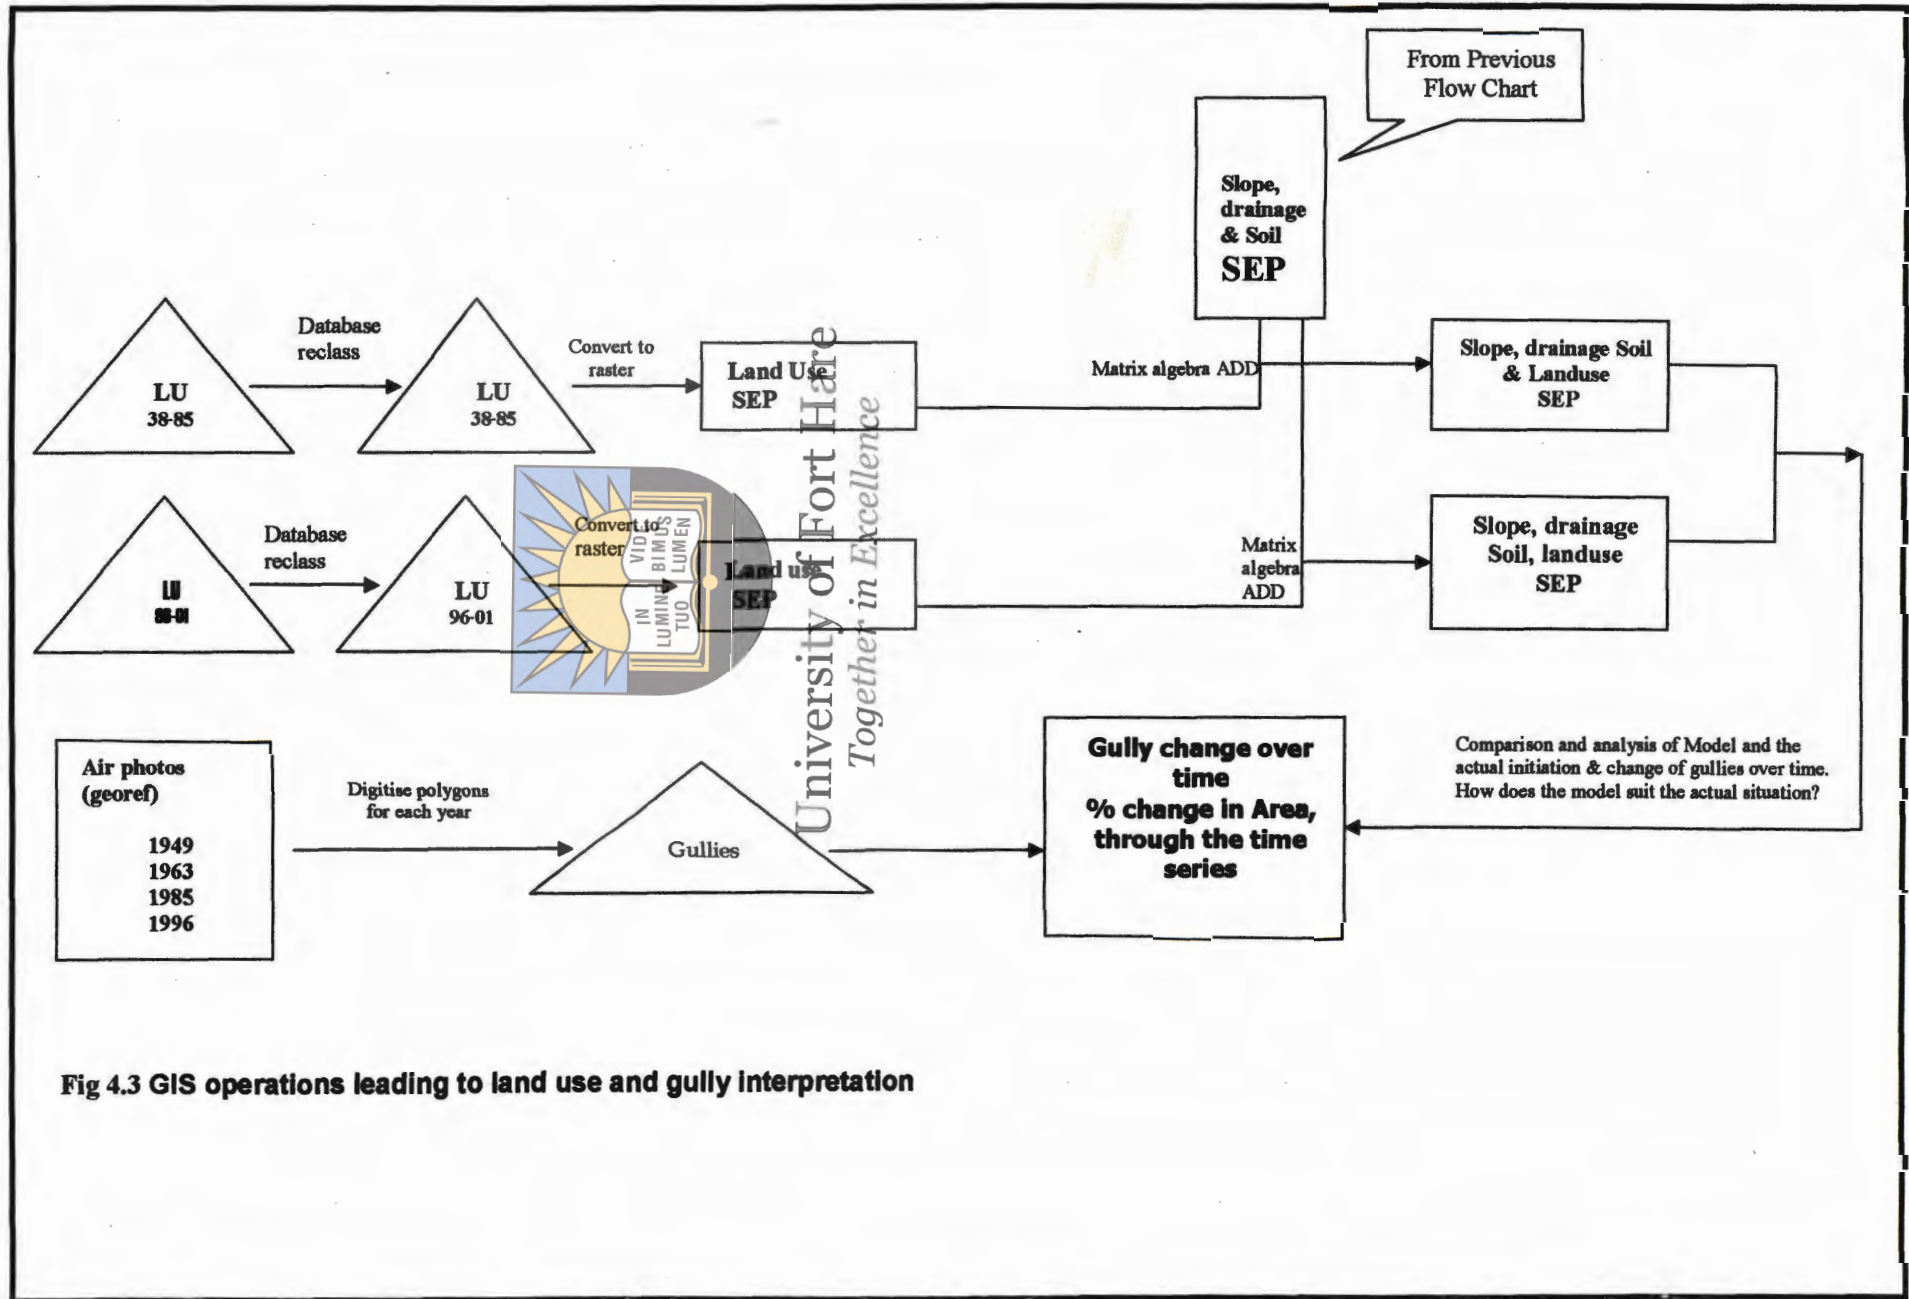 From Previous
Flow Chart
Slope,
drainage
& Soil
SEP
Database
reclass
Convert to
raster
LU
38-85
LU
38-85
Land Use
SEP
Matrix algebra ADD
Slope, drainage Soil
& Landuse
SEP
Database
reclass
Convert to
raster
LU
96-01
LU
96-01
Land use
SEP
Matrix
algebra
ADD
Slope, drainage
Soil, landuse
SEP
IN
LUMINE
TUO
VIDE
BIMUS
LUMEN
University of Fort Hare
Together in Excellence
Air photos
(georef)
1949
1963
1985
1996
Digitise polygons
for each year
Gullies
Gully change over
time
% change in Area,
through the time
series
Comparison and analysis of Model and the
actual initiation & change of gullies over time.
How does the model suit the actual situation?
Fig 4.3 GIS operations leading to land use and gully interpretation